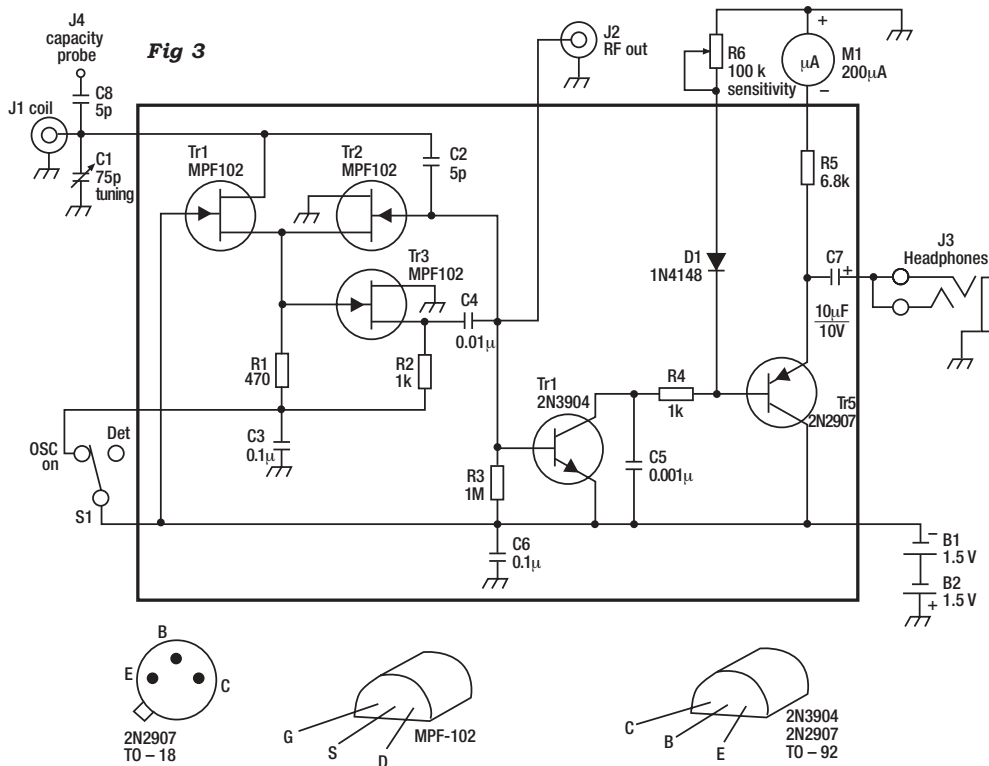 Fig 3
J4
capacity
probe
C8
5p
J1 coil
C1
75p
tuning
J2
RF out
R6
100 k
sensitivity
+
μA
M1
200μA
−
Tr1
MPF102
Tr2
MPF102
C2
5p
R5
6.8k
Tr3
MPF102
C4
0.01μ
D1
1N4148
C7
+
10μF
10V
J3
Headphones
R1
470
R2
1k
Tr1
2N3904
R4
1k
Tr5
2N2907
OSC
on
Det
S1
C3
0.1μ
R3
1M
C5
0.001μ
C6
0.1μ
−
B1
1.5 V
B2
1.5 V
+
B
E
C
2N2907
TO – 18
G
S
D
MPF-102
C
B
E
2N3904
2N2907
TO – 92